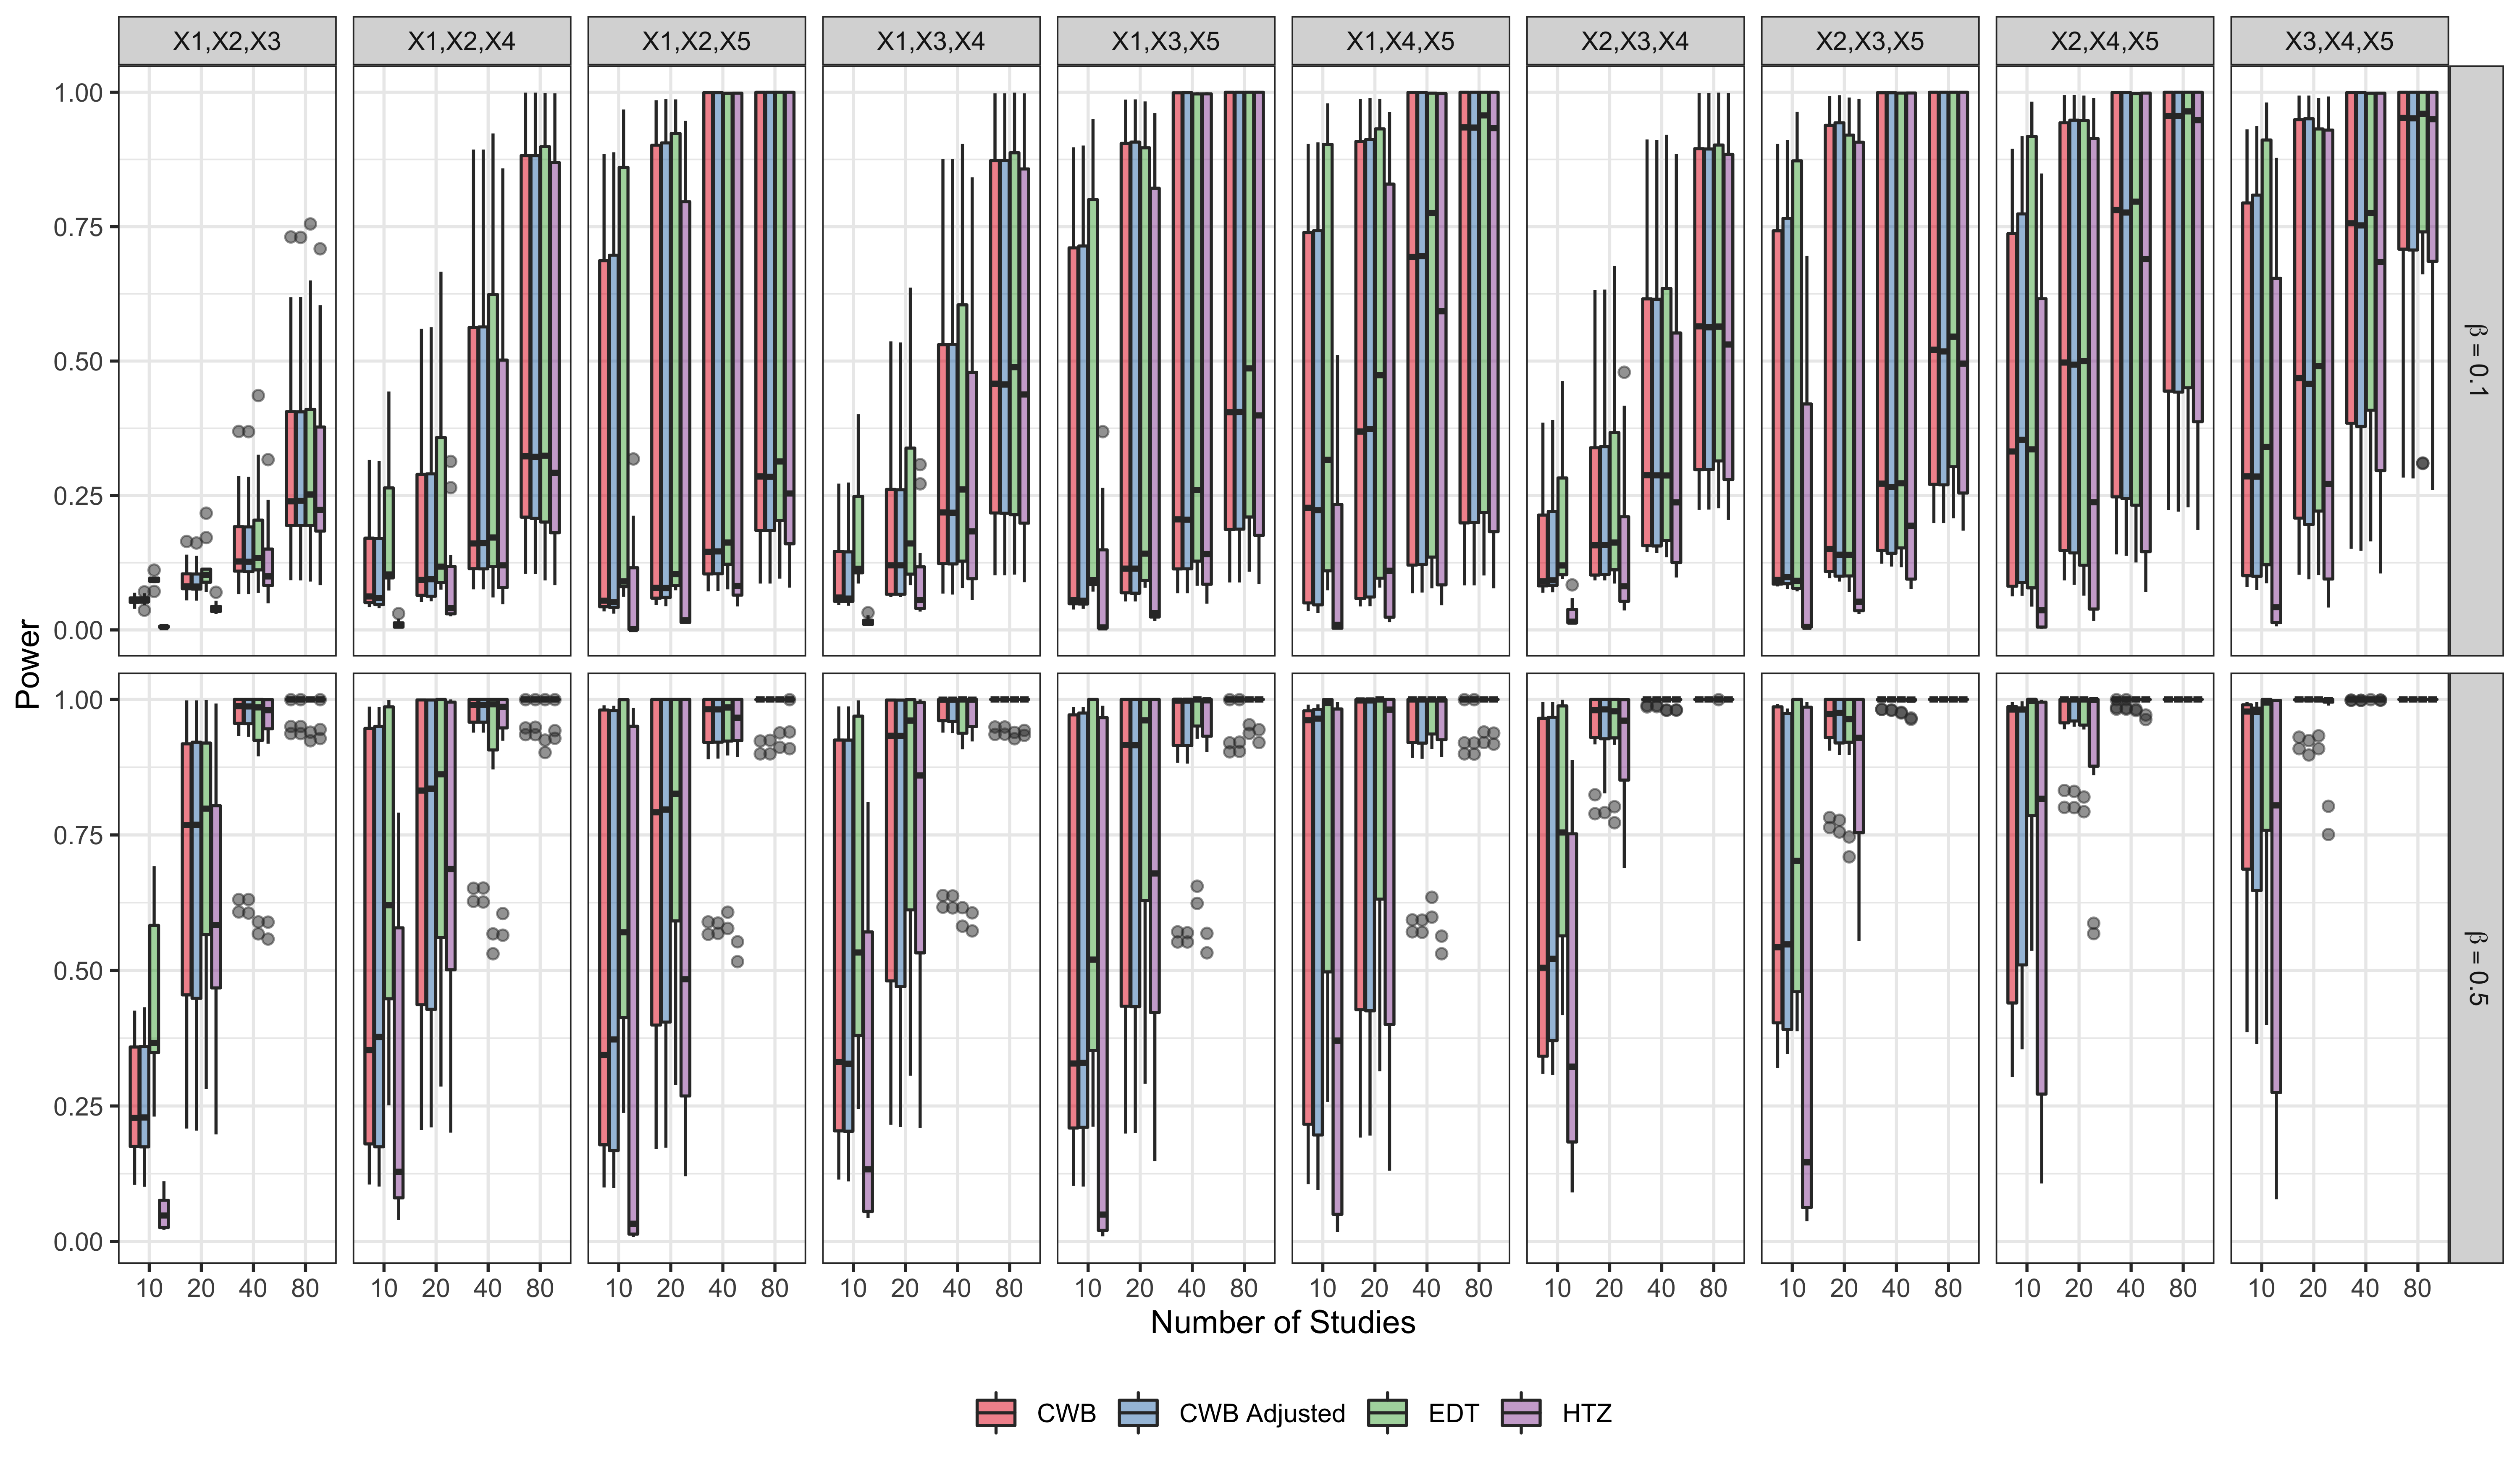 X1,X2,X3 X1,X2,X4 X1,X2,X5 X1,X3,X4 X1,X3,X5 X1,X4,X5 X2,X3,X4 X2,X3,X5 X2,X4,X5 X3,X4,X5
1.00
0.75
0.50
0.25
0.00
β = 0.1
Power
1.00
0.75
0.50
0.25
0.00
β = 0.5
10 20 40 80 10 20 40 80 10 20 40 80 10 20 40 80 10 20 40 80 10 20 40 80 10 20 40 80 10 20 40 80 10 20 40 80 10 20 40 80
Number of Studies
CWB CWB Adjusted EDT HTZ